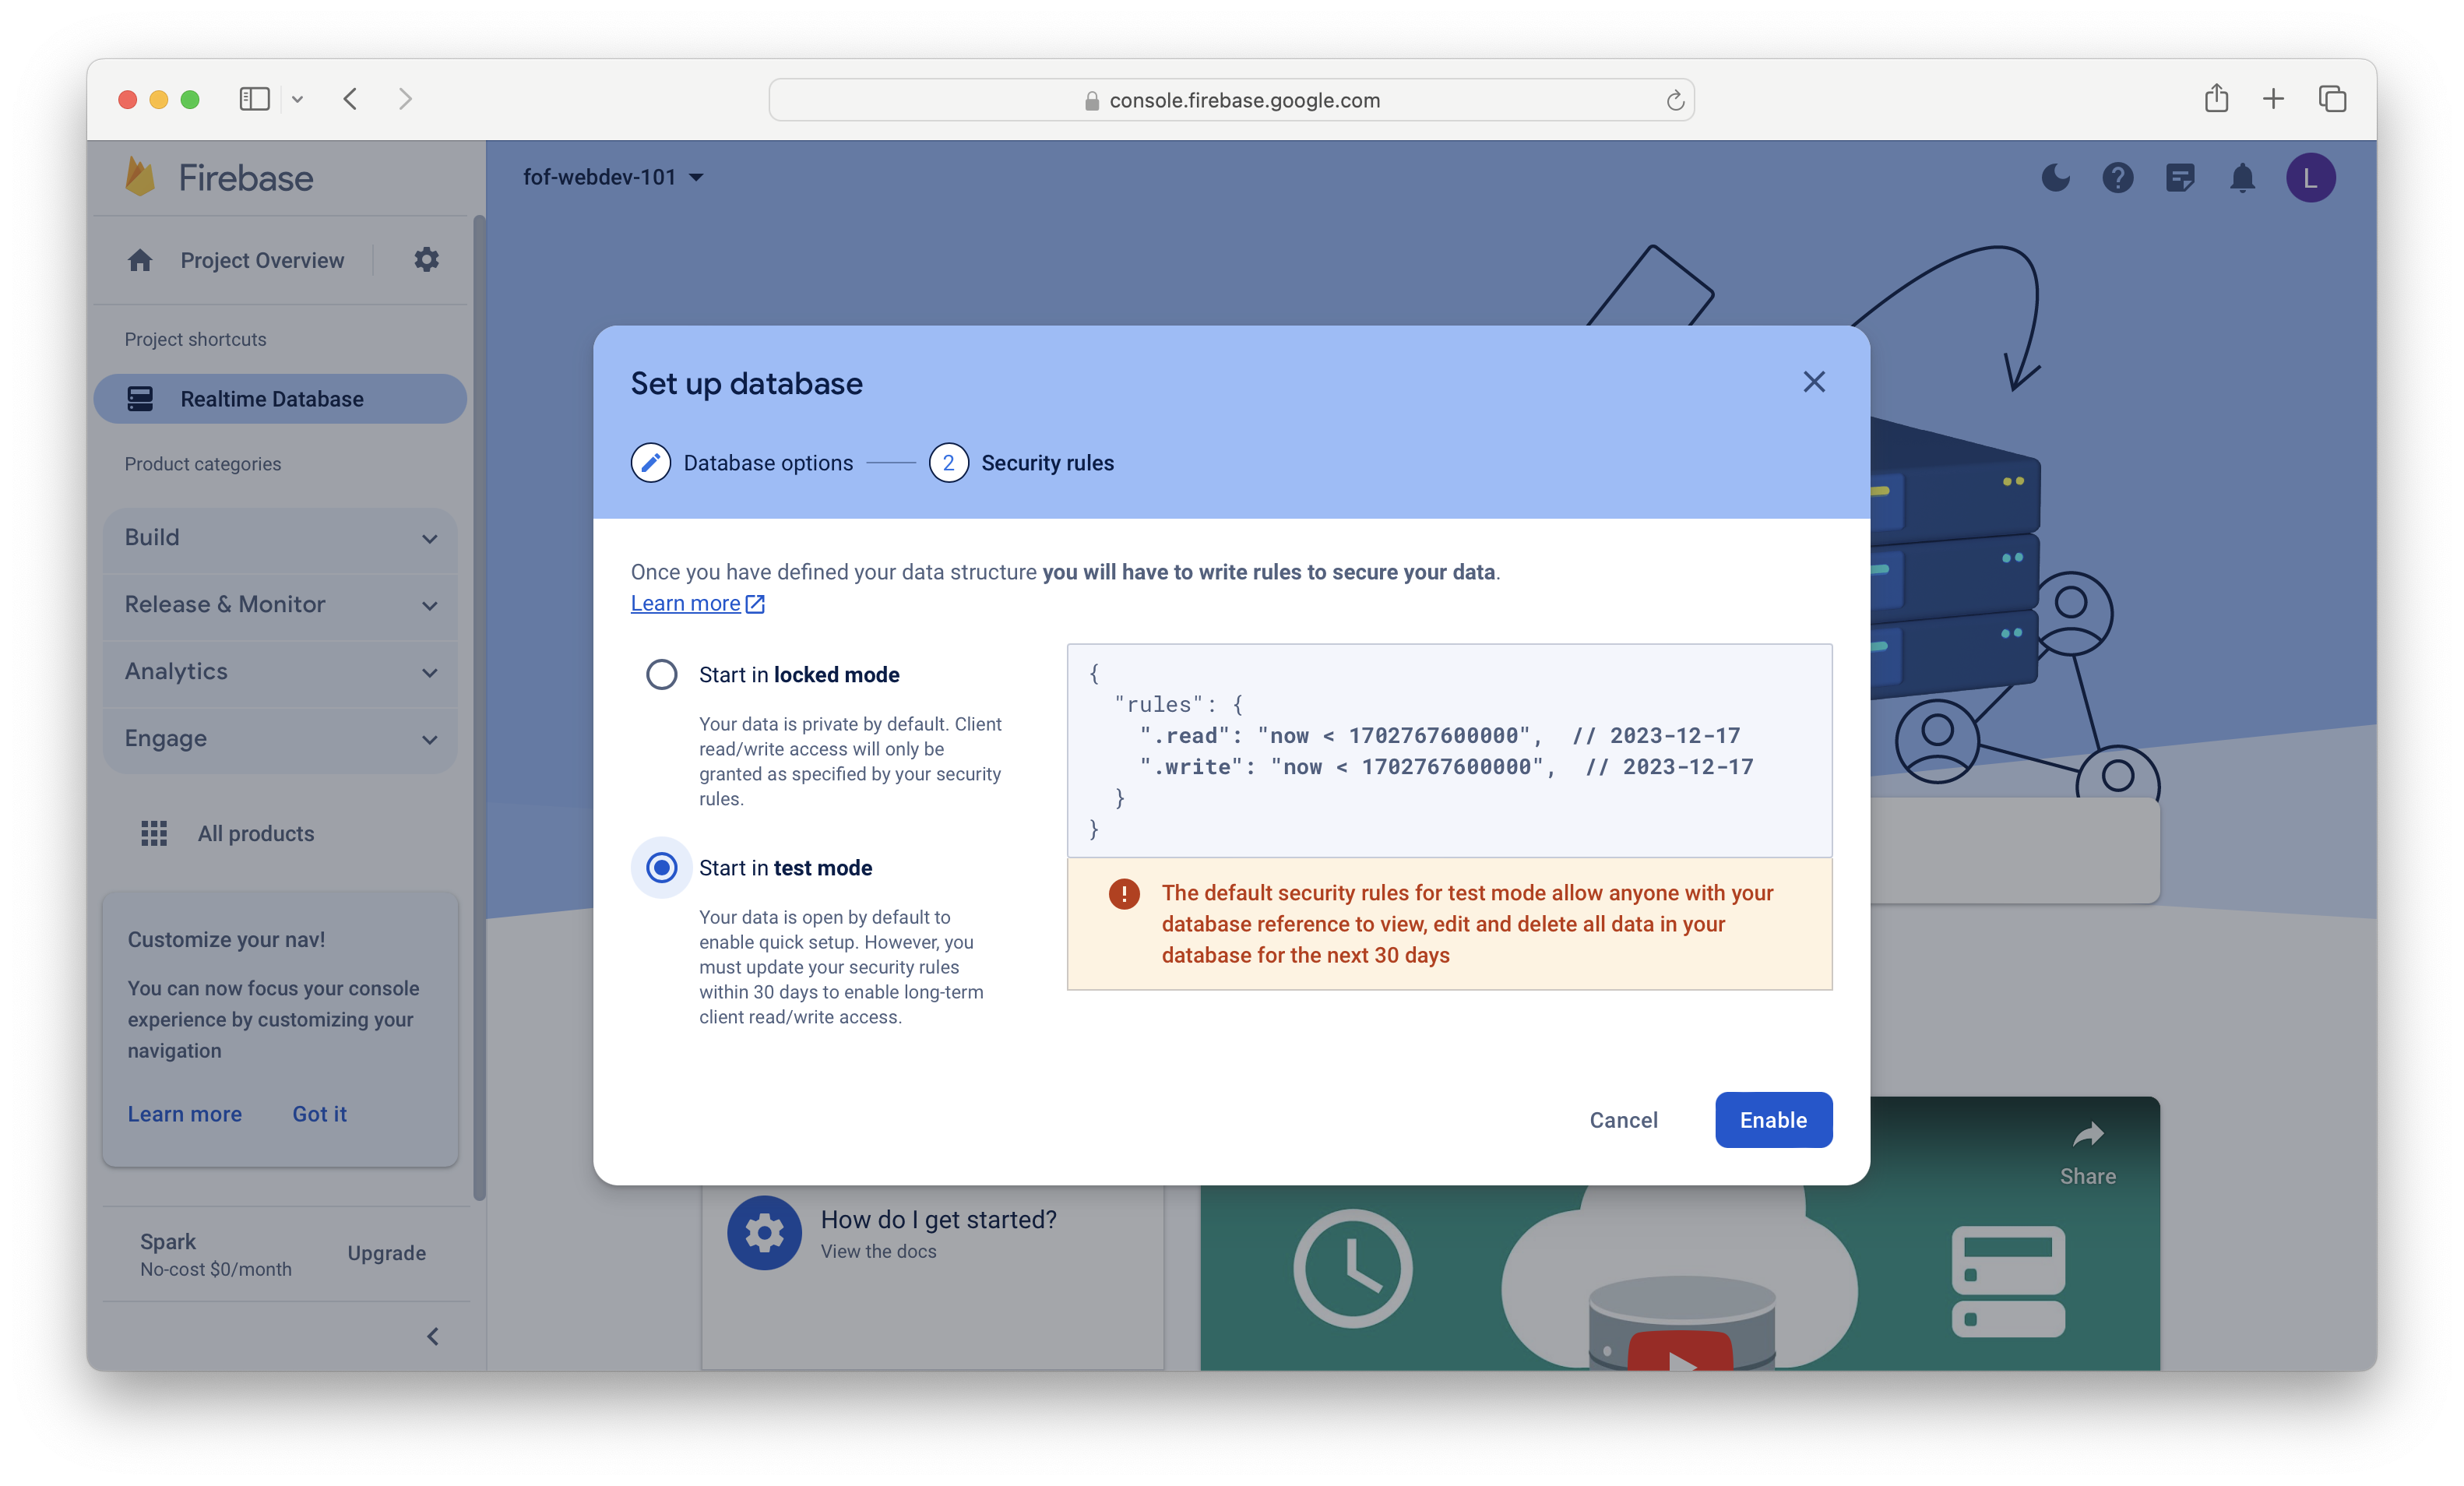 console.firebase.google.com
Firebase
fof-webdev-101
L
Project Overview
Project shortcuts
Realtime Database
Product categories
Build
Release & Monitor
Analytics
Engage
All products
Customize your nav!
You can now focus your console
experience by customizing your
navigation
Learn more Got it
Spark
No-cost $0/month
Upgrade
Set up database
Database options
2 Security rules
Once you have defined your data structure you will have to write rules to secure your data.
Learn more
Start in locked mode
Your data is private by default. Client
read/write access will only be
granted as specified by your security
rules.
Start in test mode
Your data is open by default to
enable quick setup. However, you
must update your security rules
within 30 days to enable long-term
client read/write access.
{
"rules": {
".read": "now < 1702767600000", // 2023-12-17
".write": "now < 1702767600000", // 2023-12-17
}
}
The default security rules for test mode allow anyone with your
database reference to view, edit and delete all data in your
database for the next 30 days
Cancel
Enable
How do I get started?
View the docs
Share